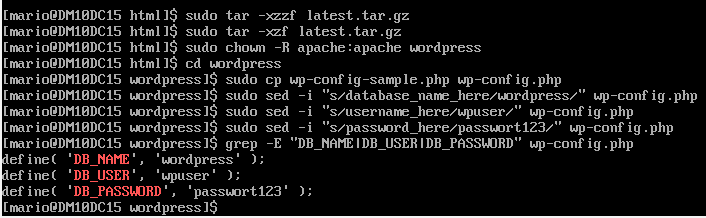 [mario@DM10DC15 html]$ sudo tar -xzzf latest.tar.gz
[mario@DM10DC15 html]$ sudo tar -xzf latest.tar.gz
[mario@DM10DC15 html]$ sudo chown -R apache:apache wordpress
[mario@DM10DC15 html]$ cd wordpress
[mario@DM10DC15 wordpress]$ sudo cp wp-config-sample.php wp-config.php
[mario@DM10DC15 wordpress]$ sudo sed -i "s/database_name_here/wordpress/" wp-config.php
[mario@DM10DC15 wordpress]$ sudo sed -i "s/username_here/wpuser/" wp-config.php
[mario@DM10DC15 wordpress]$ sudo sed -i "s/password_here/passwort123/" wp-config.php
[mario@DM10DC15 wordpress]$ grep -E "DB_NAME|DB_USER|DB_PASSWORD" wp-config.php
define( 'DB_NAME', 'wordpress' );
define( 'DB_USER', 'wpuser' );
define( 'DB_PASSWORD', 'passwort123' );
[mario@DM10DC15 wordpress]$